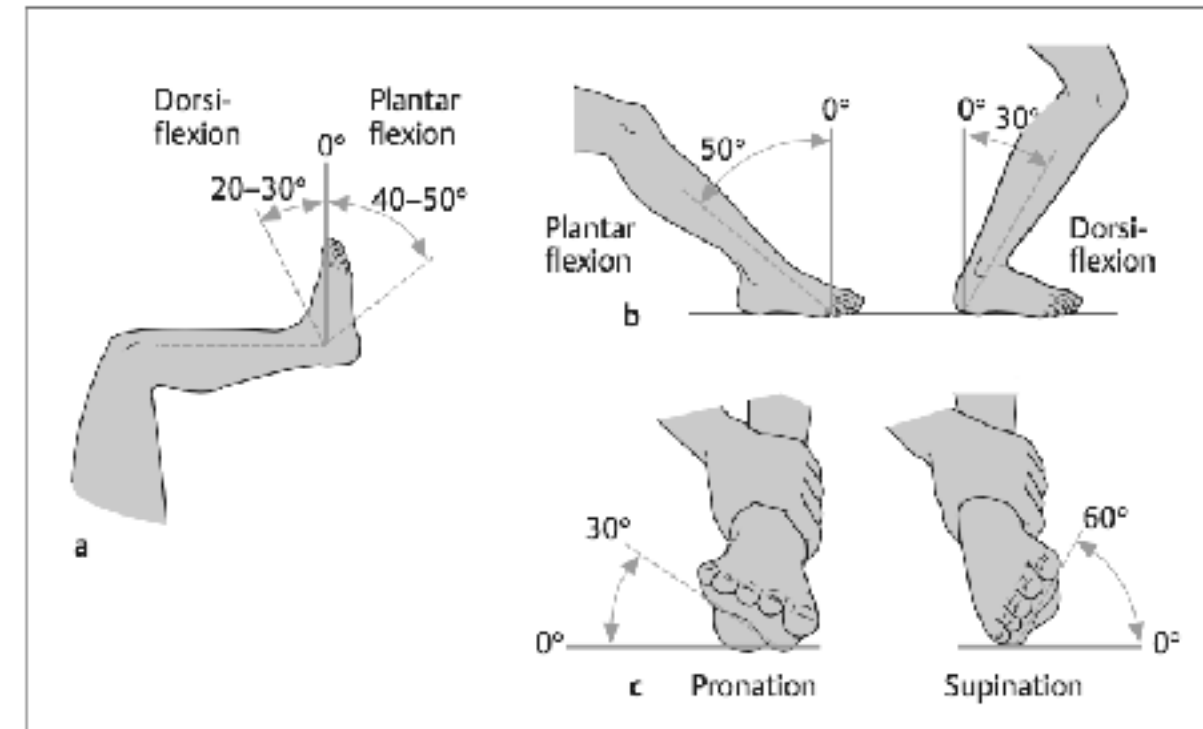 Dorsi-
flexion
Plantar
flexion
0°
20–30°
40–50°
a
0°
50°
Plantar
flexion
0°
30°
Dorsi-
flexion
b
30°
0°
60°
0°
c Pronation
Supination